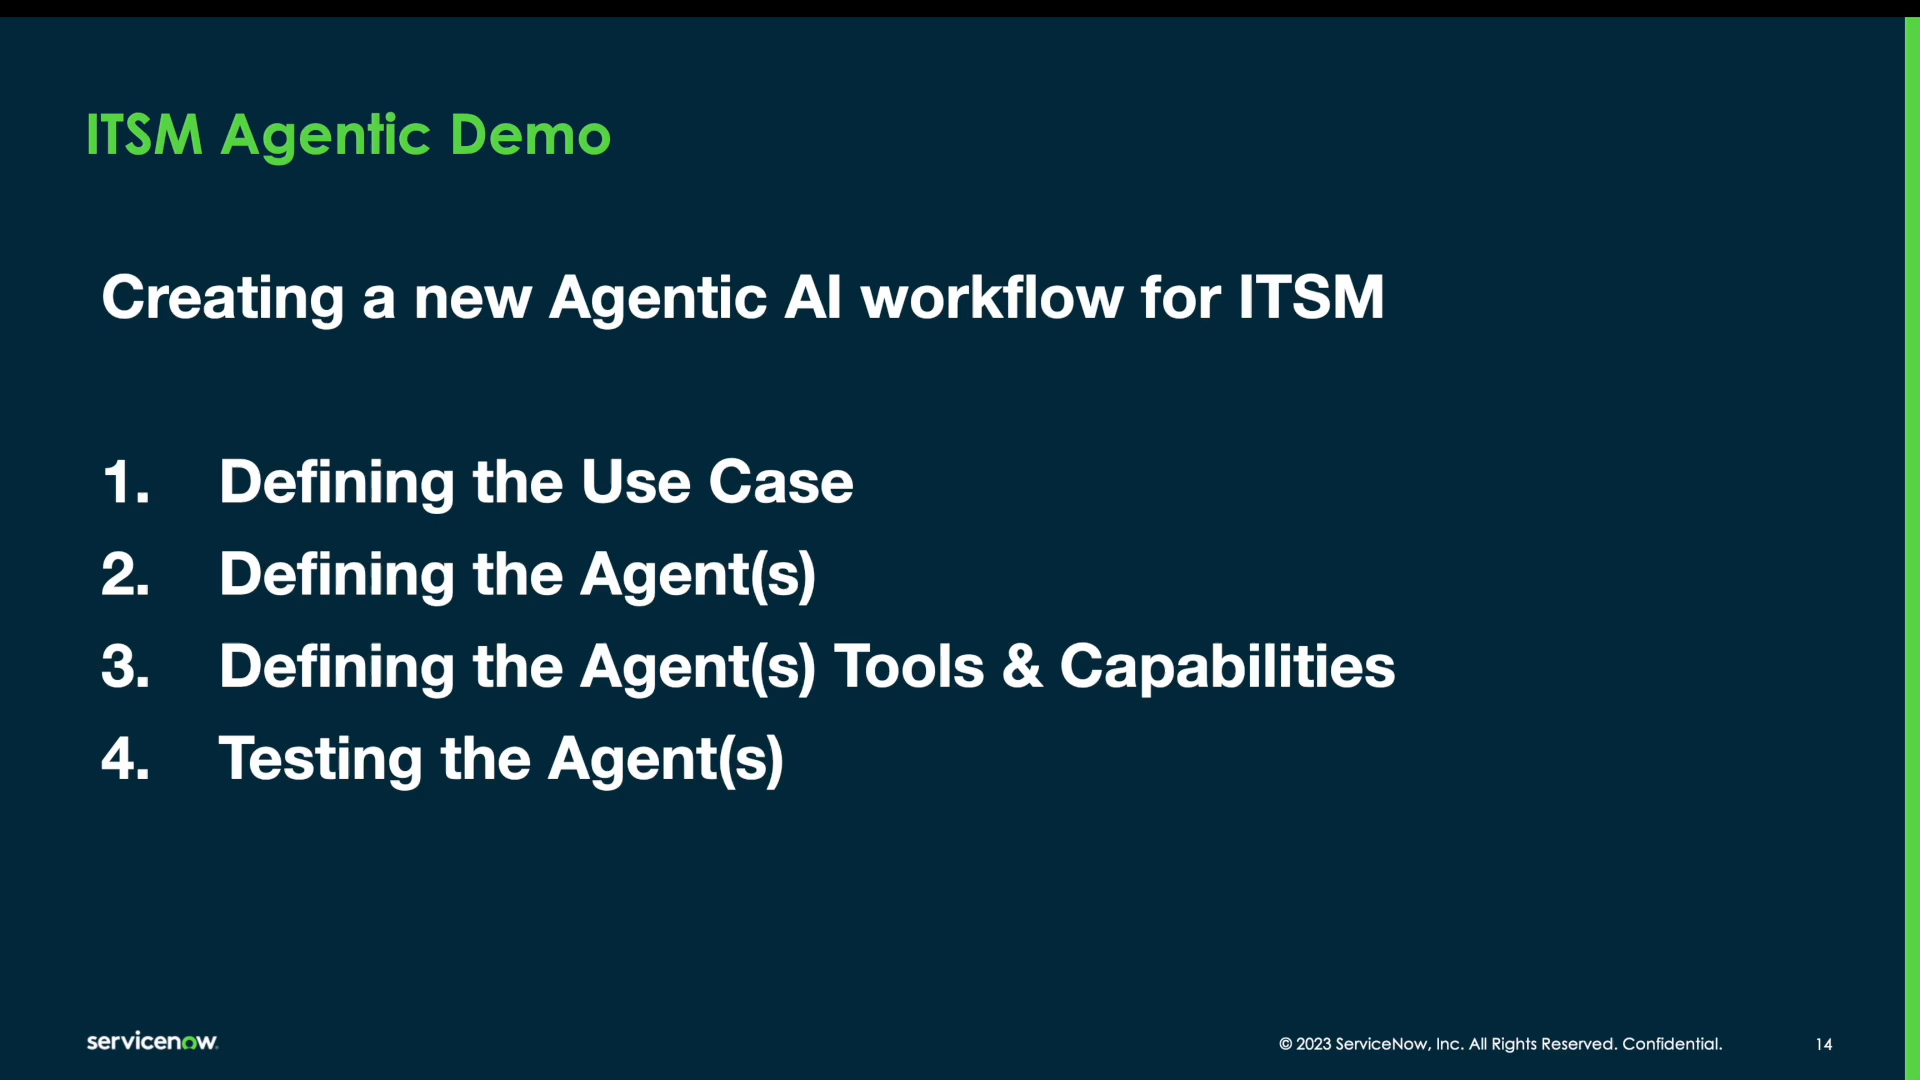 ITSM Agentic Demo
Creating a new Agentic AI workflow for ITSM
1. Defining the Use Case
2. Defining the Agent(s)
3. Defining the Agent(s) Tools & Capabilities
4. Testing the Agent(s)
servicenow
© 2023 ServiceNow, Inc. All Rights Reserved. Confidential.
14